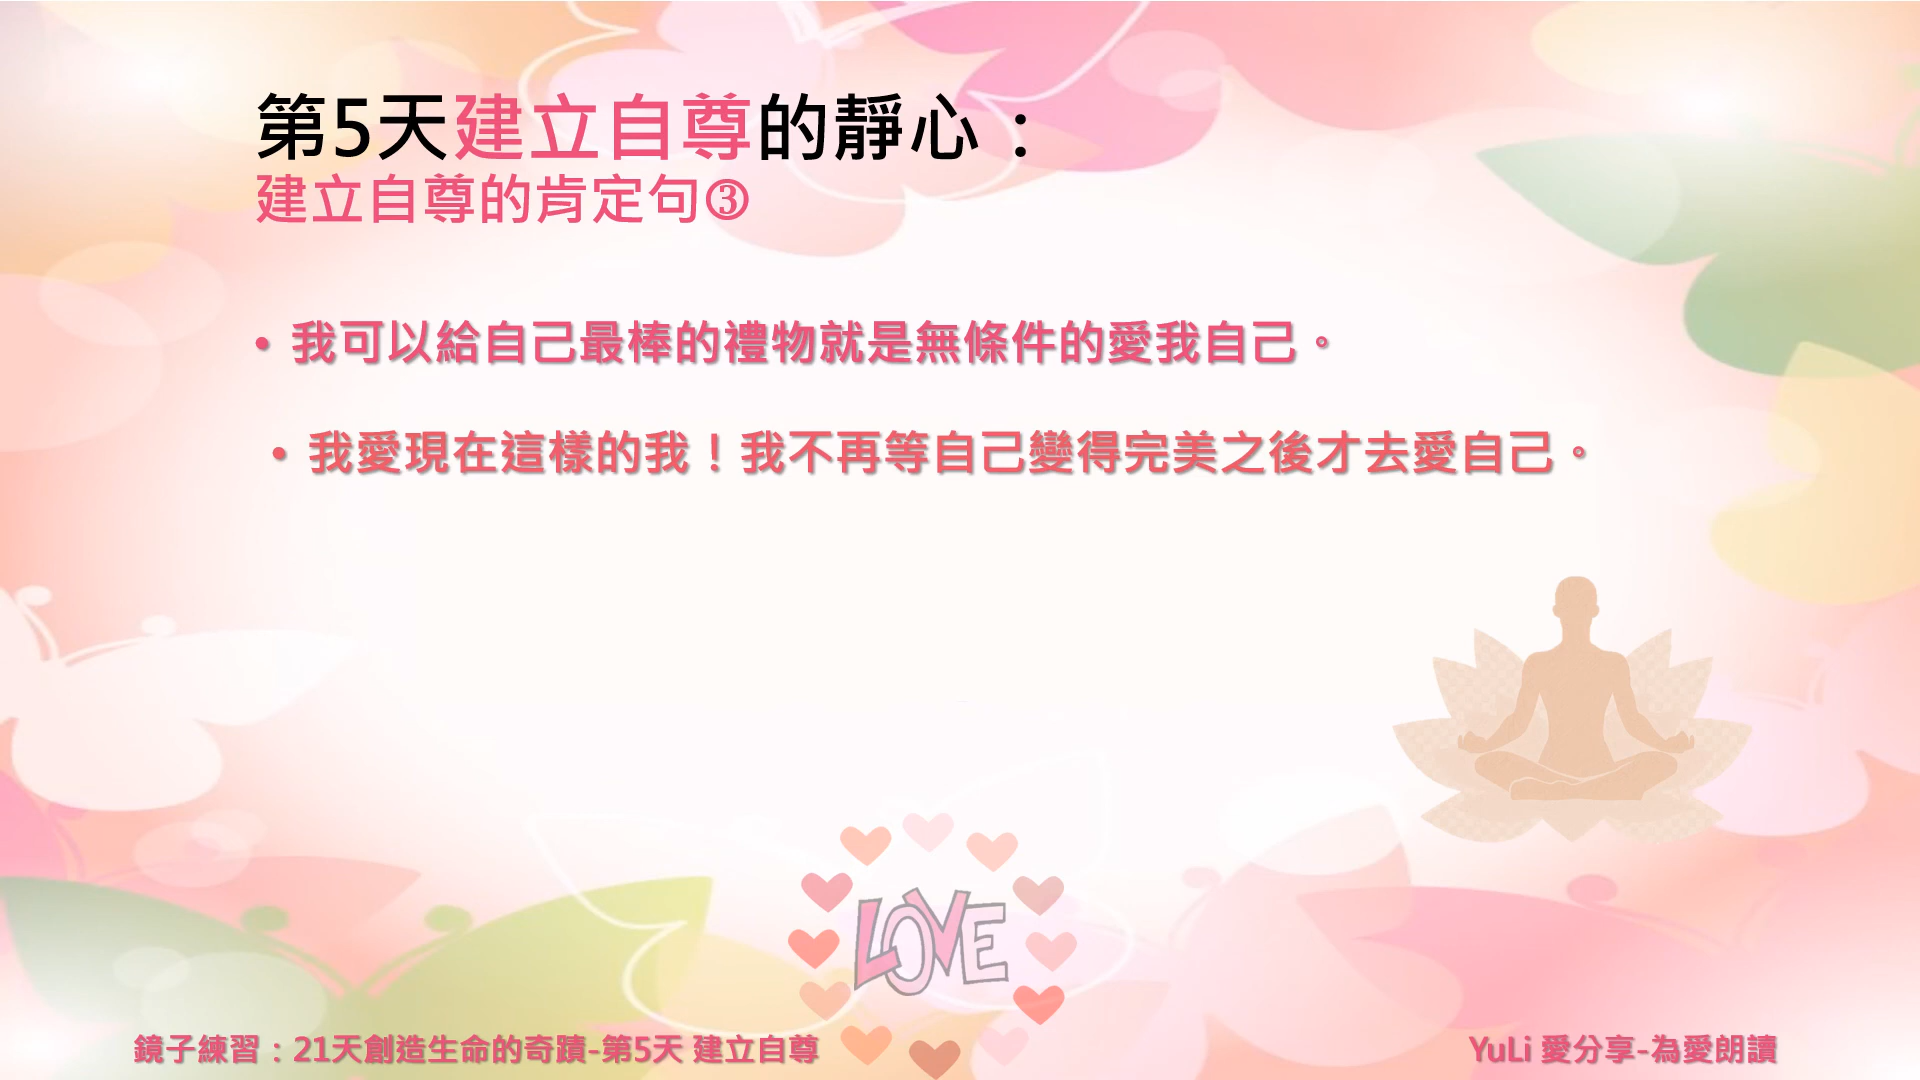 第5天建立自尊的靜心：
建立自尊的肯定句③
• 我可以給自己最棒的禮物就是無條件的愛我自己。
• 我愛現在這樣的我！我不再等自己變得完美之後才去愛自己。
LOVE
鏡子練習：21天創造生命的奇蹟-第5天 建立自尊
YuLi 愛分享-為愛朗讀